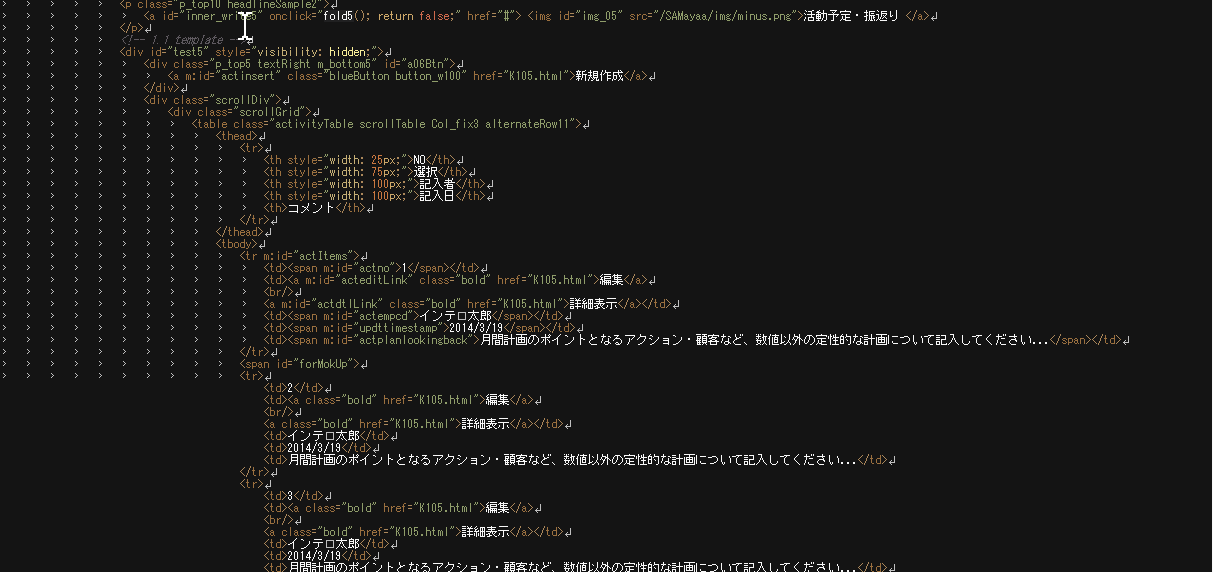 <p class="p_top10 headlineSample2">
<a id="inner_write5" onclick="fold5(); return false;" href="#"> <img id="img_05" src="/SAMayaa/img/minus.png">活動予定・振返り </a>
</p>
<!-- 1.1 template -->
<div id="test5" style="visibility: hidden;">
<div class="p_top5 textRight m_bottom5" id="a06Btn">
<a m:id="actinsert" class="blueButton button_w100" href="K105.html">新規作成</a>
</div>
<div class="scrollDiv">
<div class="scrollGrid">
<table class="activityTable scrollTable Col_fix3 alternateRow11">
<thead>
<tr>
<th style="width: 25px;">NO</th>
<th style="width: 75px;">選択</th>
<th style="width: 100px;">記入者</th>
<th style="width: 100px;">記入日</th>
<th>コメント</th>
</tr>
</thead>
<tbody>
<tr m:id="actItems">
<td><span m:id="actno">1</span></td>
<td><a m:id="acteditLink" class="bold" href="K105.html">編集</a>
<br/>
<a m:id="actdtlLink" class="bold" href="K105.html">詳細表示</a></td>
<td><span m:id="actempcd">インテロ太郎</span></td>
<td><span m:id="updttimestamp">2014/3/19</span></td>
<td><span m:id="actplanlookingback">月間計画のポイントとなるアクション・顧客など、数値以外の定性的な計画について記入してください...</span></td>
</tr>
<span id="forMokUp">
<tr>
<td>2</td>
<td><a class="bold" href="K105.html">編集</a>
<br/>
<a class="bold" href="K105.html">詳細表示</a></td>
<td>インテロ太郎</td>
<td>2014/3/19</td>
<td>月間計画のポイントとなるアクション・顧客など、数値以外の定性的な計画について記入してください...</td>
</tr>
<tr>
<td>3</td>
<td><a class="bold" href="K105.html">編集</a>
<br/>
<a class="bold" href="K105.html">詳細表示</a></td>
<td>インテロ太郎</td>
<td>2014/3/19</td>
<td>月間計画のポイントとなるアクション・顧客など、数値以外の定性的な計画について記入してください...</td>